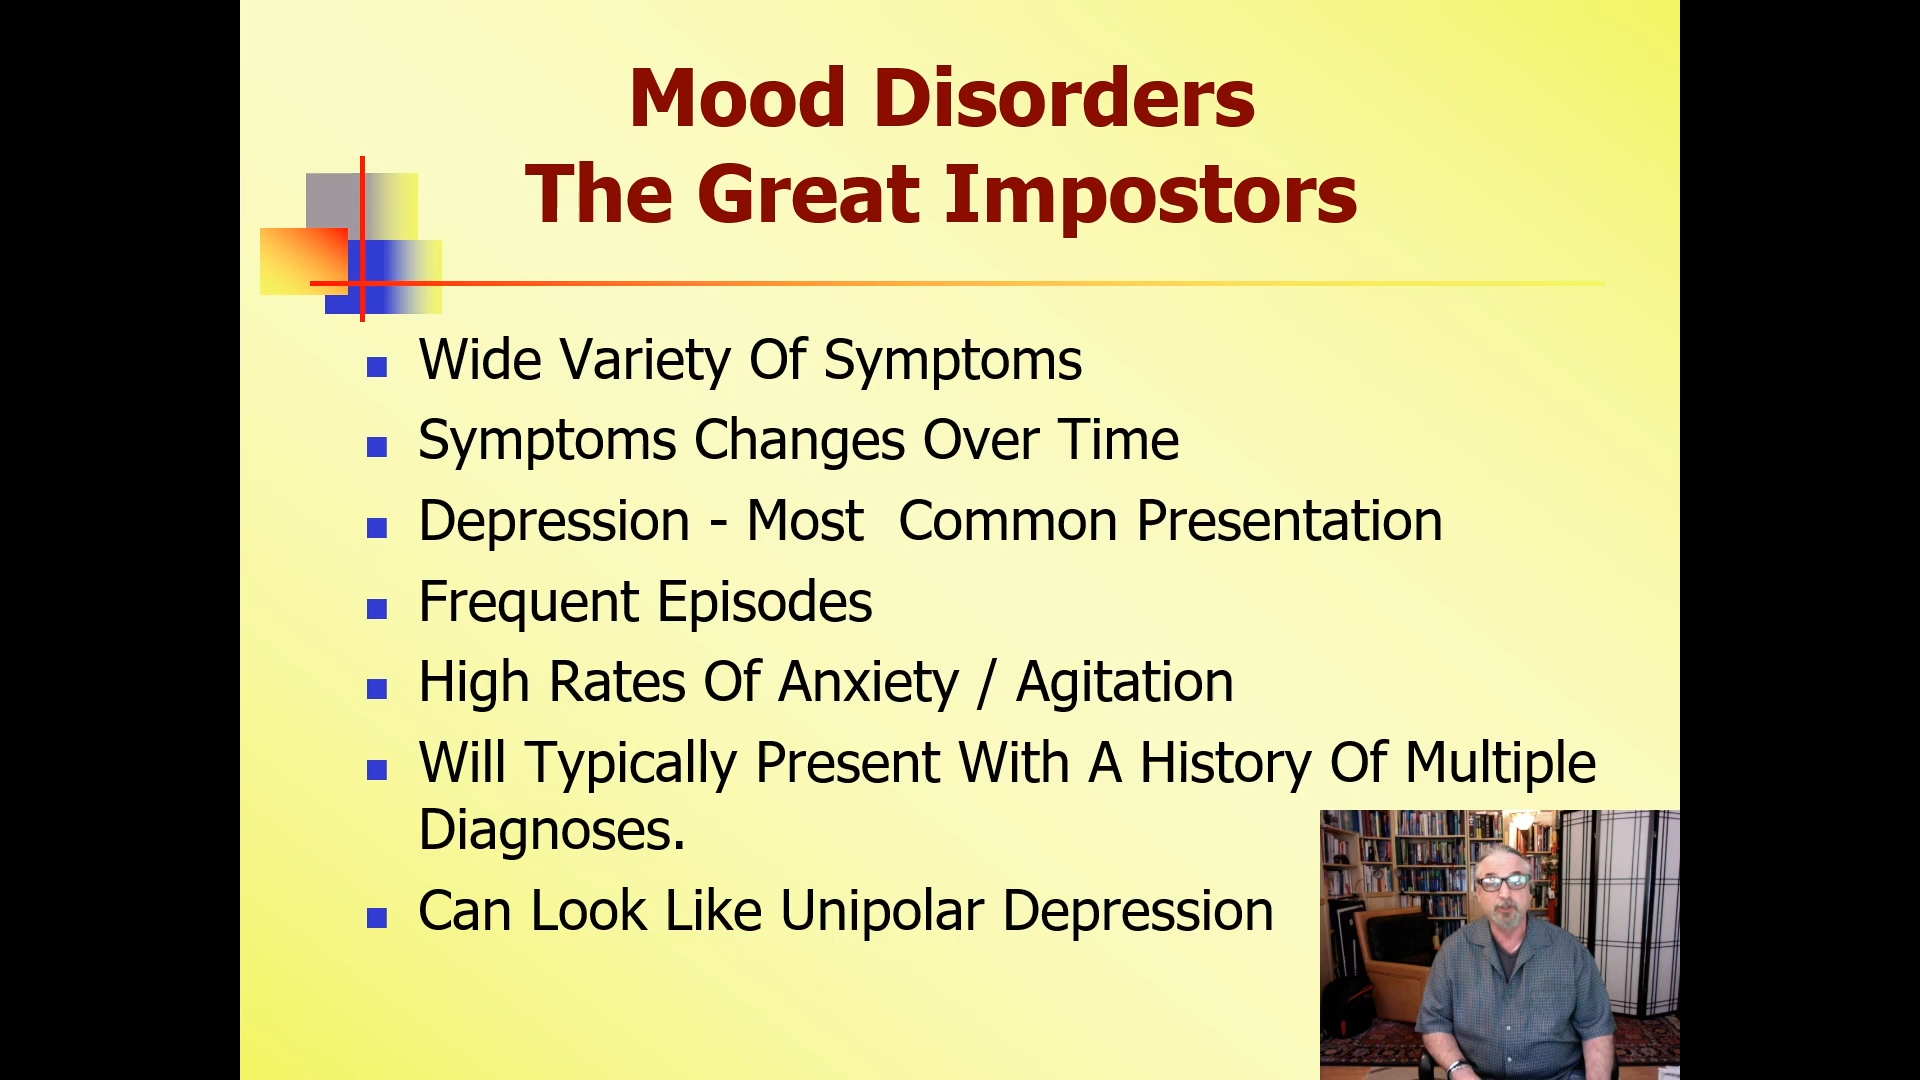 Mood Disorders
The Great Impostors
Wide Variety Of Symptoms
Symptoms Changes Over Time
Depression - Most  Common Presentation
Frequent Episodes
High Rates Of Anxiety / Agitation
Will Typically Present With A History Of Multiple
Diagnoses.
Can Look Like Unipolar Depression